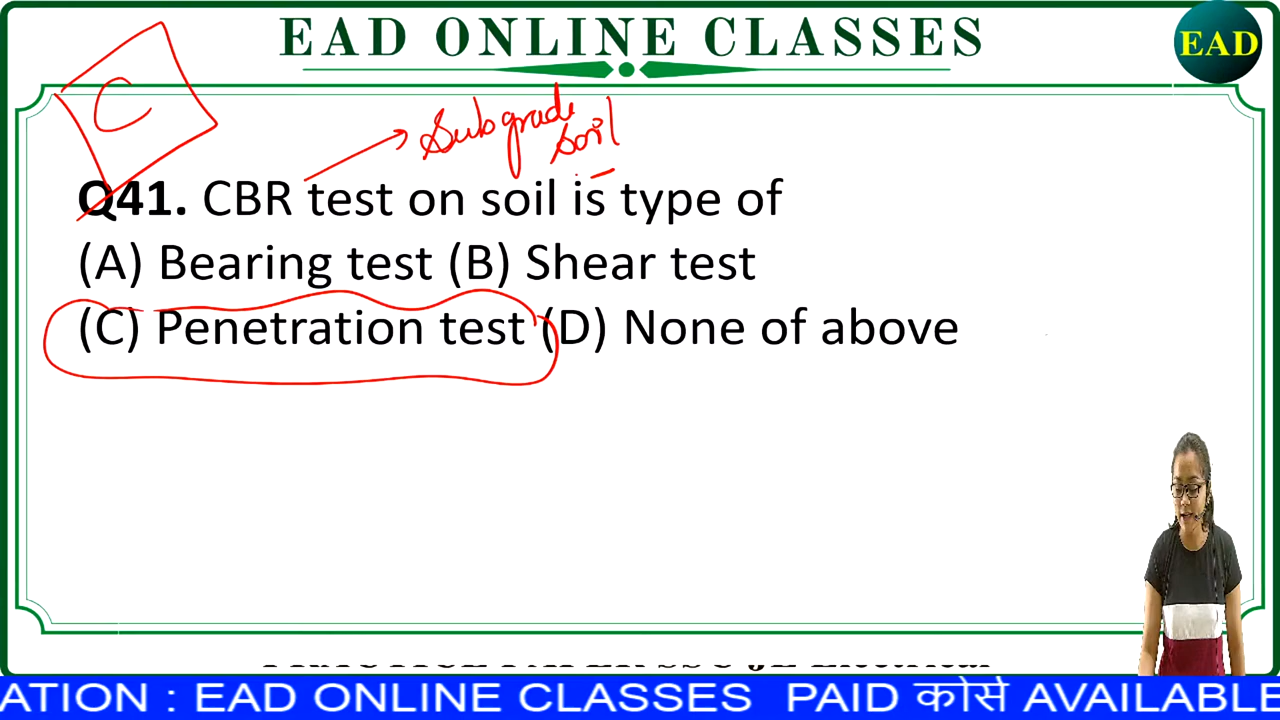 EAD ONLINE CLASSES
EAD
C
Subgrade
Soil
Q41. CBR test on soil is type of
(A) Bearing test (B) Shear test
(C) Penetration test (D) None of above
ATION : EAD ONLINE CLASSES PAID कोर्स AVAILABLE